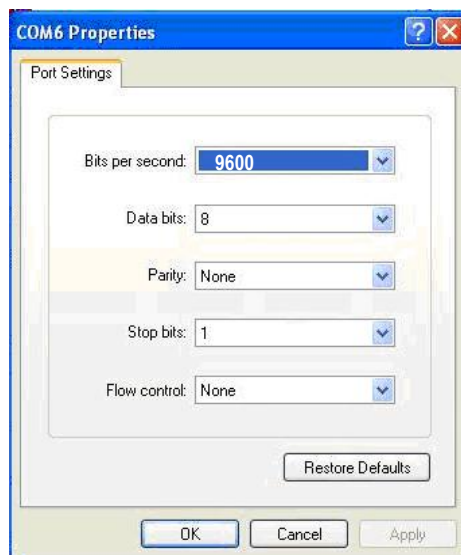 COM6 Properties
Port Settings
Bits per second: 9600
Data bits: 8
Parity: None
Stop bits: 1
Flow control: None
Restore Defaults
OK Cancel Apply